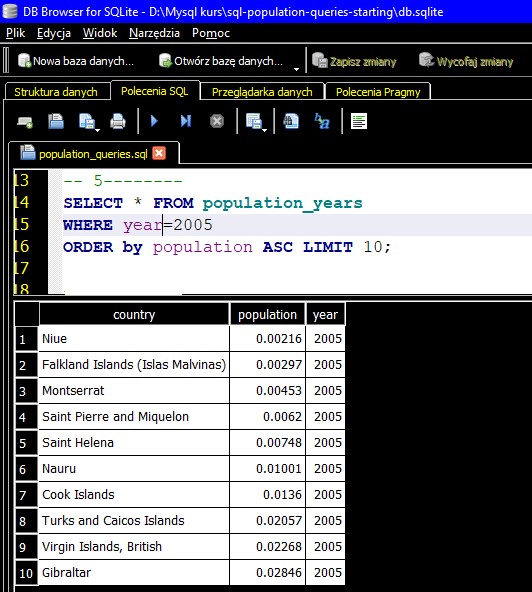 DB Browser for SQLite - D:\Mysql kurs\sql-population-queries-starting\db.sqlite
Plik Edycja Widok Narzędzia Pomoc
Nowa baza danych... Otwórz bazę danych... Zapisz zmiany Wycofaj zmiany
Struktura danych Polecenia SQL Przeglądarka danych Polecenia Pragmy
population_queries.sql
13 -- 5--------
14 SELECT * FROM population_years
15 WHERE year=2005
16 ORDER by population ASC LIMIT 10;
17
18
country population year
1 Niue 0.00216 2005
2 Falkland Islands (Islas Malvinas) 0.00297 2005
3 Montserrat 0.00453 2005
4 Saint Pierre and Miquelon 0.0062 2005
5 Saint Helena 0.00748 2005
6 Nauru 0.01001 2005
7 Cook Islands 0.0136 2005
8 Turks and Caicos Islands 0.02057 2005
9 Virgin Islands, British 0.02268 2005
10 Gibraltar 0.02846 2005